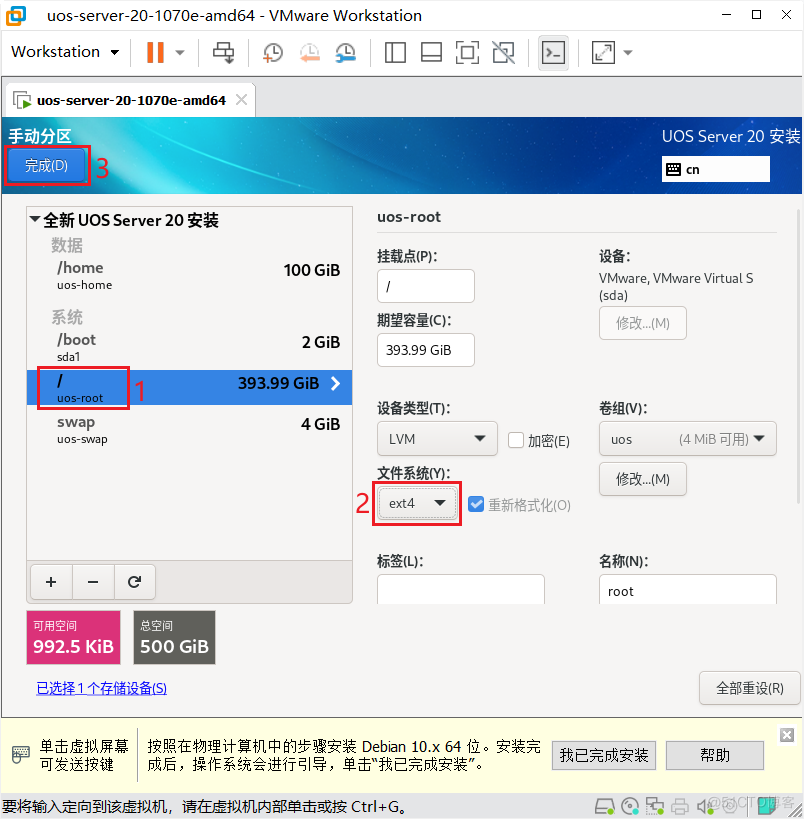 uos-server-20-1070e-amd64 - VMware Workstation
Workstation
uos-server-20-1070e-amd64
手动分区
UOS Server 20 安装
完成(D)
3
cn
全新 UOS Server 20 安装
数据
/home
100 GiB
uos-home
系统
/boot
2 GiB
sda1
/
393.99 GiB
uos-root
1
swap
4 GiB
uos-swap
可用空间
992.5 KiB
总空间
500 GiB
已选择 1 个存储设备(S)
uos-root
挂载点(P)：
/
设备：
VMware, VMware Virtual S
(sda)
修改...(M)
期望容量(C)：
393.99 GiB
设备类型(T)：
LVM
加密(E)
卷组(V)：
uos (4 MiB 可用)
修改...(M)
文件系统(Y)：
2
ext4
重新格式化(O)
标签(L)：
名称(N)：
root
全部重设(R)
单击虚拟屏幕
可发送按键
按照在物理计算机中的步骤安装 Debian 10.x 64 位。安装完
成后，操作系统会进行引导，单击“我已完成安装”。
我已完成安装
帮助
要将输入定向到该虚拟机，请在虚拟机内部单击或按 Ctrl+G。
@51CTO博客